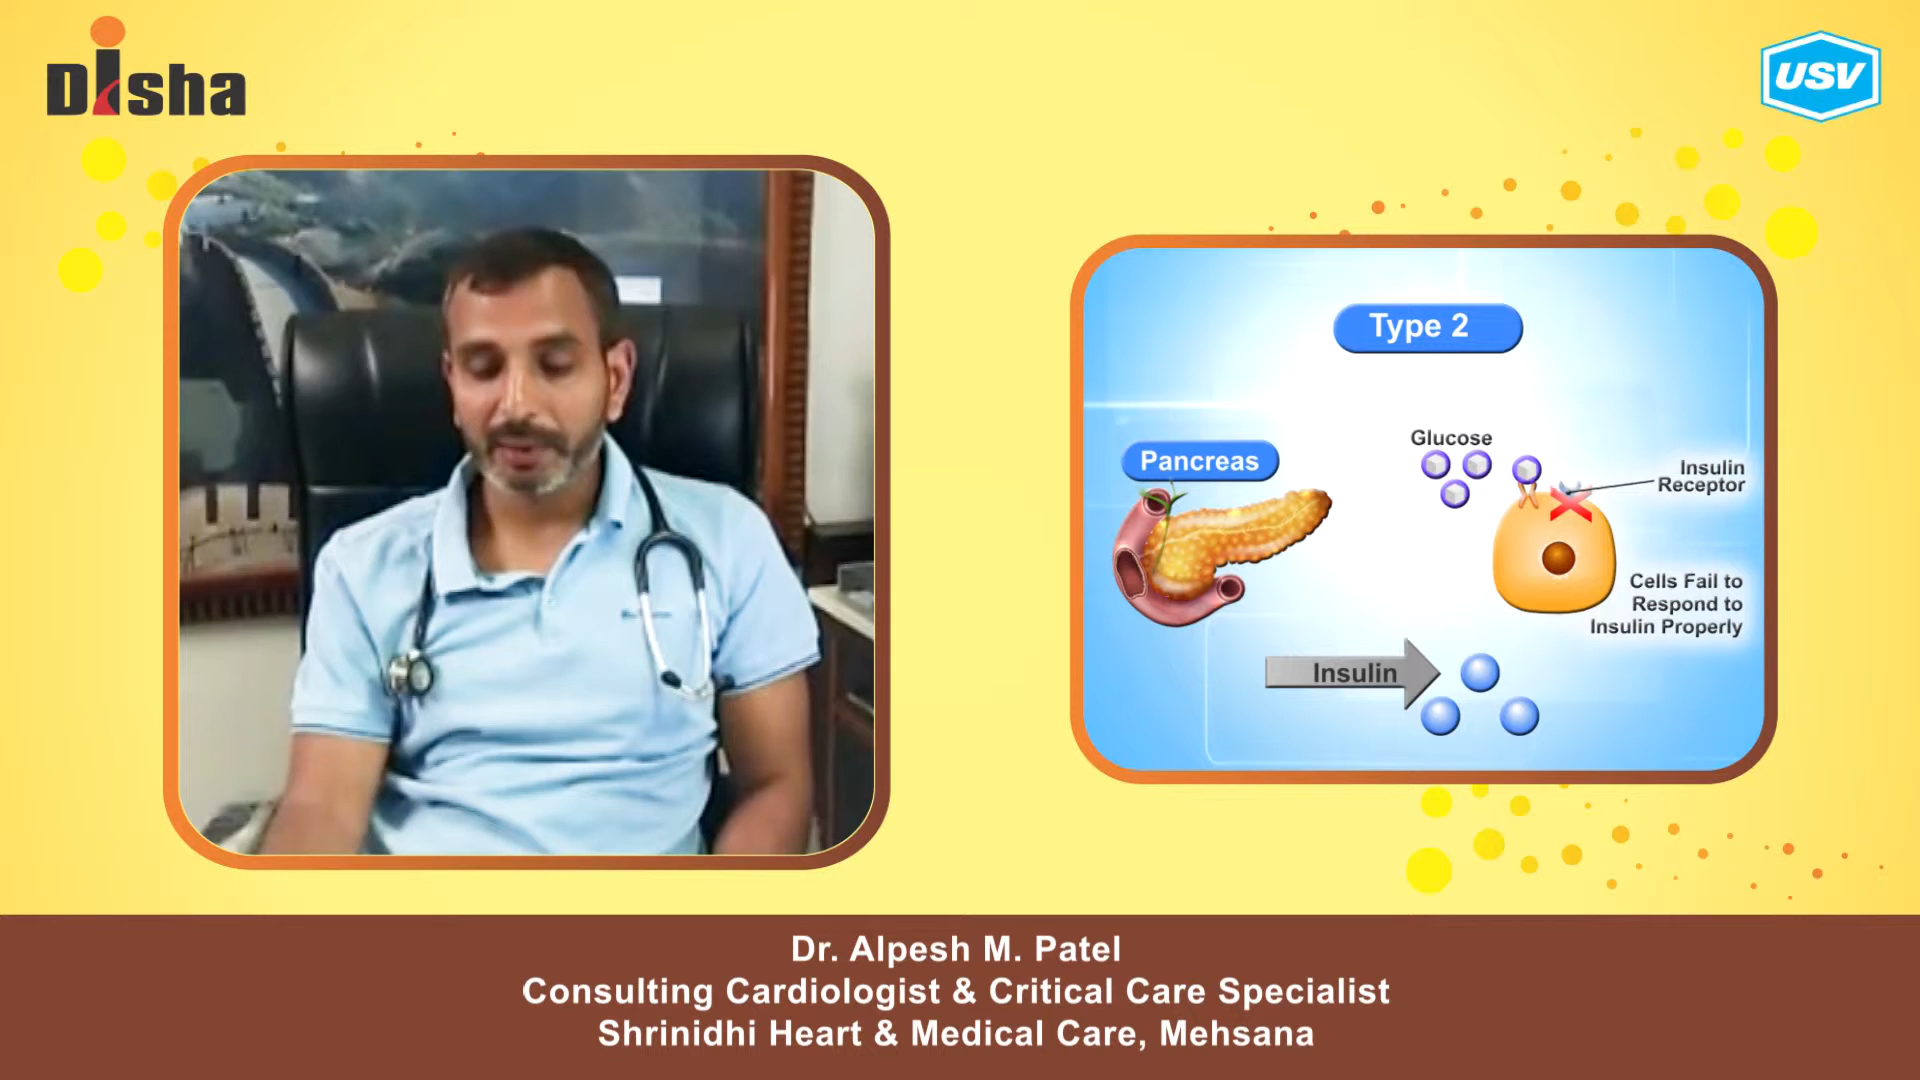 Disha
USV
Type 2
Pancreas
Glucose
Insulin
Receptor
Cells Fail to
Respond to
Insulin Properly
Insulin
Dr. Alpesh M. Patel
Consulting Cardiologist & Critical Care Specialist
Shrinidhi Heart & Medical Care, Mehsana